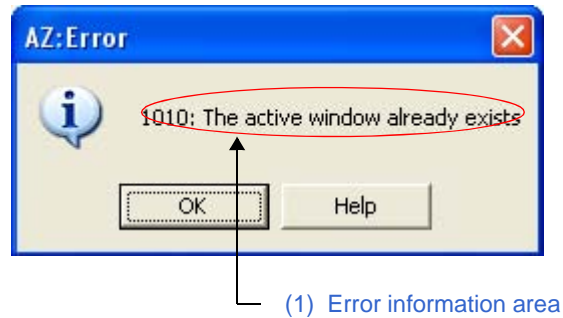 AZ:Error
1010: The active window already exists
OK
Help
(1) Error information area